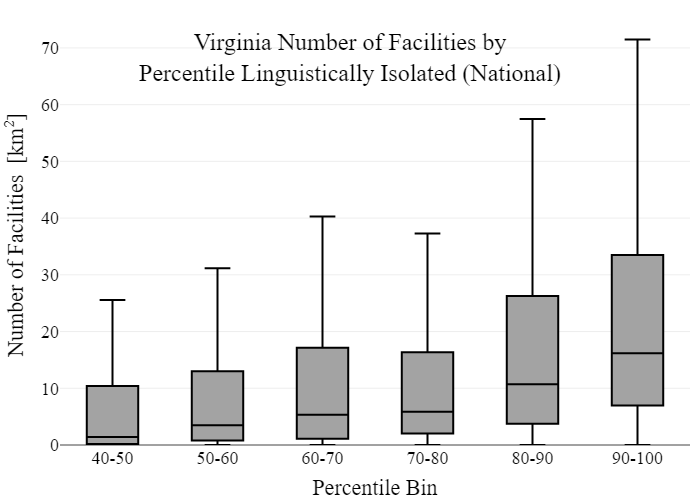 Virginia Number of Facilities by
Percentile Linguistically Isolated (National)
Number of Facilities [km²]
70
60
50
40
30
20
10
0
40-50 50-60 60-70 70-80 80-90 90-100
Percentile Bin